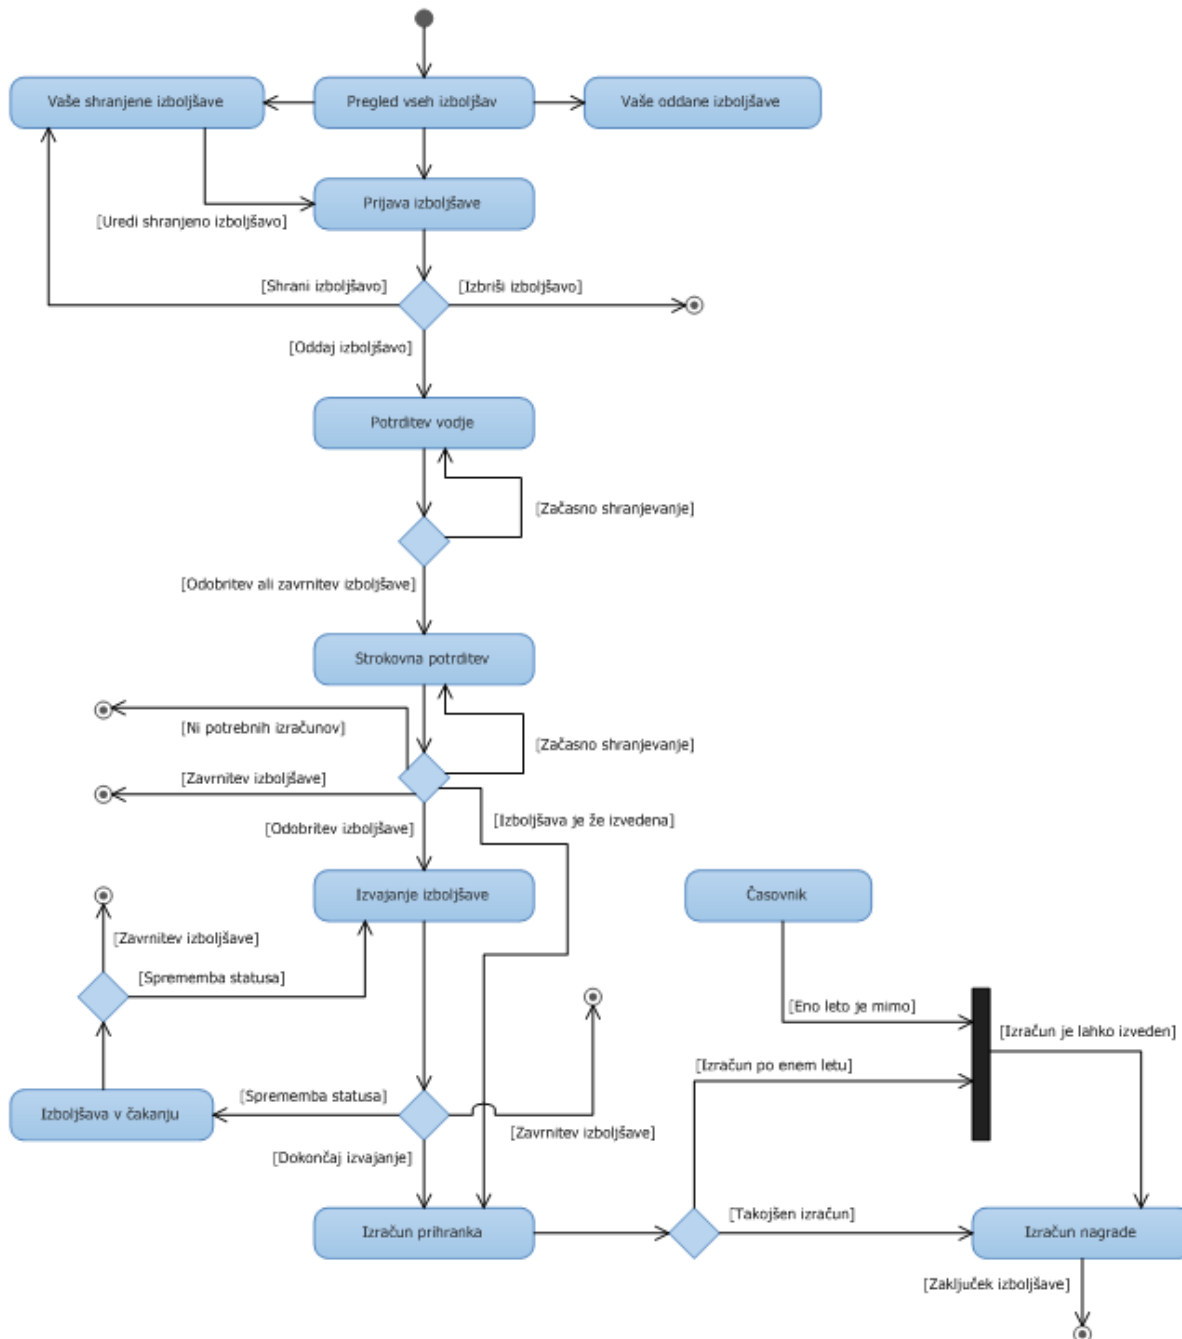 Vaše shranjene izboljšave
Pregled vseh izboljšav
Vaše oddane izboljšave
Prijava izboljšave
[Uredi shranjeno izboljšavo]
[Shrani izboljšavo]
[Izbriši izboljšavo]
[Oddaj izboljšavo]
Potrditev vodje
[Začasno shranjevanje]
[Odobritev ali zavrnitev izboljšave]
Strokovna potrditev
[Ni potrebnih izračunov]
[Začasno shranjevanje]
[Zavrnitev izboljšave]
[Odobritev izboljšave]
[Izboljšava je že izvedena]
Izvajanje izboljšave
Časovnik
[Zavrnitev izboljšave]
[Sprememba statusa]
[Eno leto je mimo]
[Izračun je lahko izveden]
[Izračun po enem letu]
Izboljšava v čakanju
[Sprememba statusa]
[Zavrnitev izboljšave]
[Dokončaj izvajanje]
Izračun prihranka
[Takojšen izračun]
Izračun nagrade
[Zaključek izboljšave]